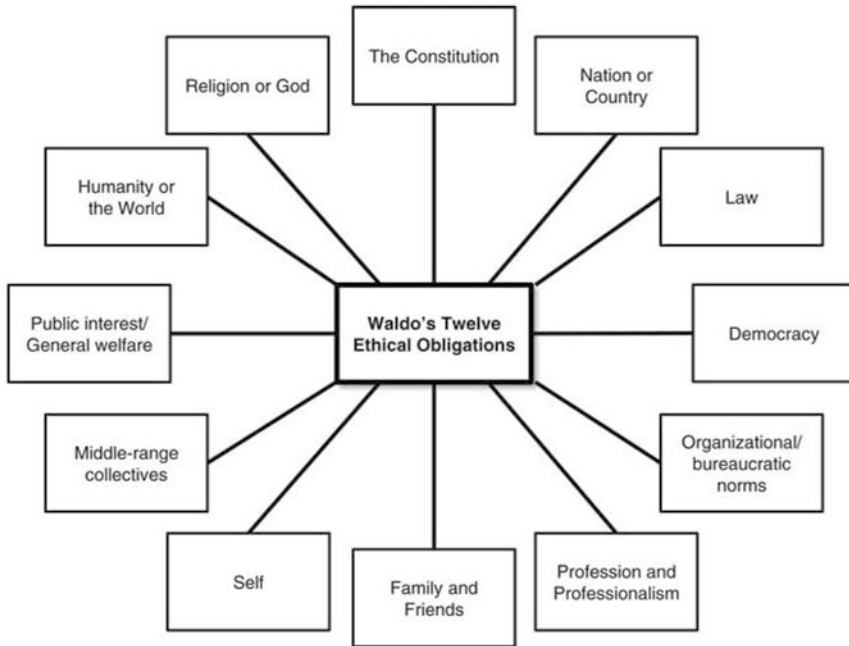 The Constitution
Nation or
Country
Law
Democracy
Organizational/
bureaucratic
norms
Profession and
Professionalism
Family and
Friends
Self
Middle-range
collectives
Public interest/
General welfare
Humanity or
the World
Religion or God
Waldo's Twelve
Ethical Obligations